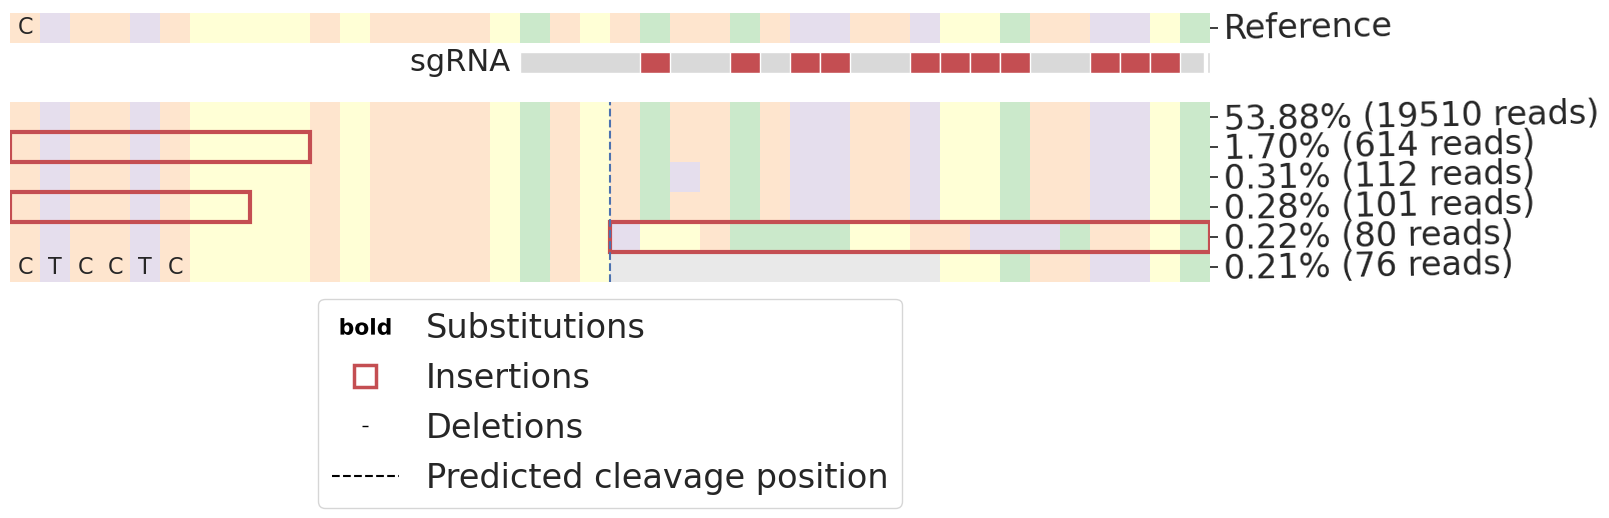 C Reference
sgRNA
53.88% (19510 reads)
1.70% (614 reads)
0.31% (112 reads)
0.28% (101 reads)
0.22% (80 reads)
C T C C T C 0.21% (76 reads)
bold Substitutions
Insertions
- Deletions
Predicted cleavage position